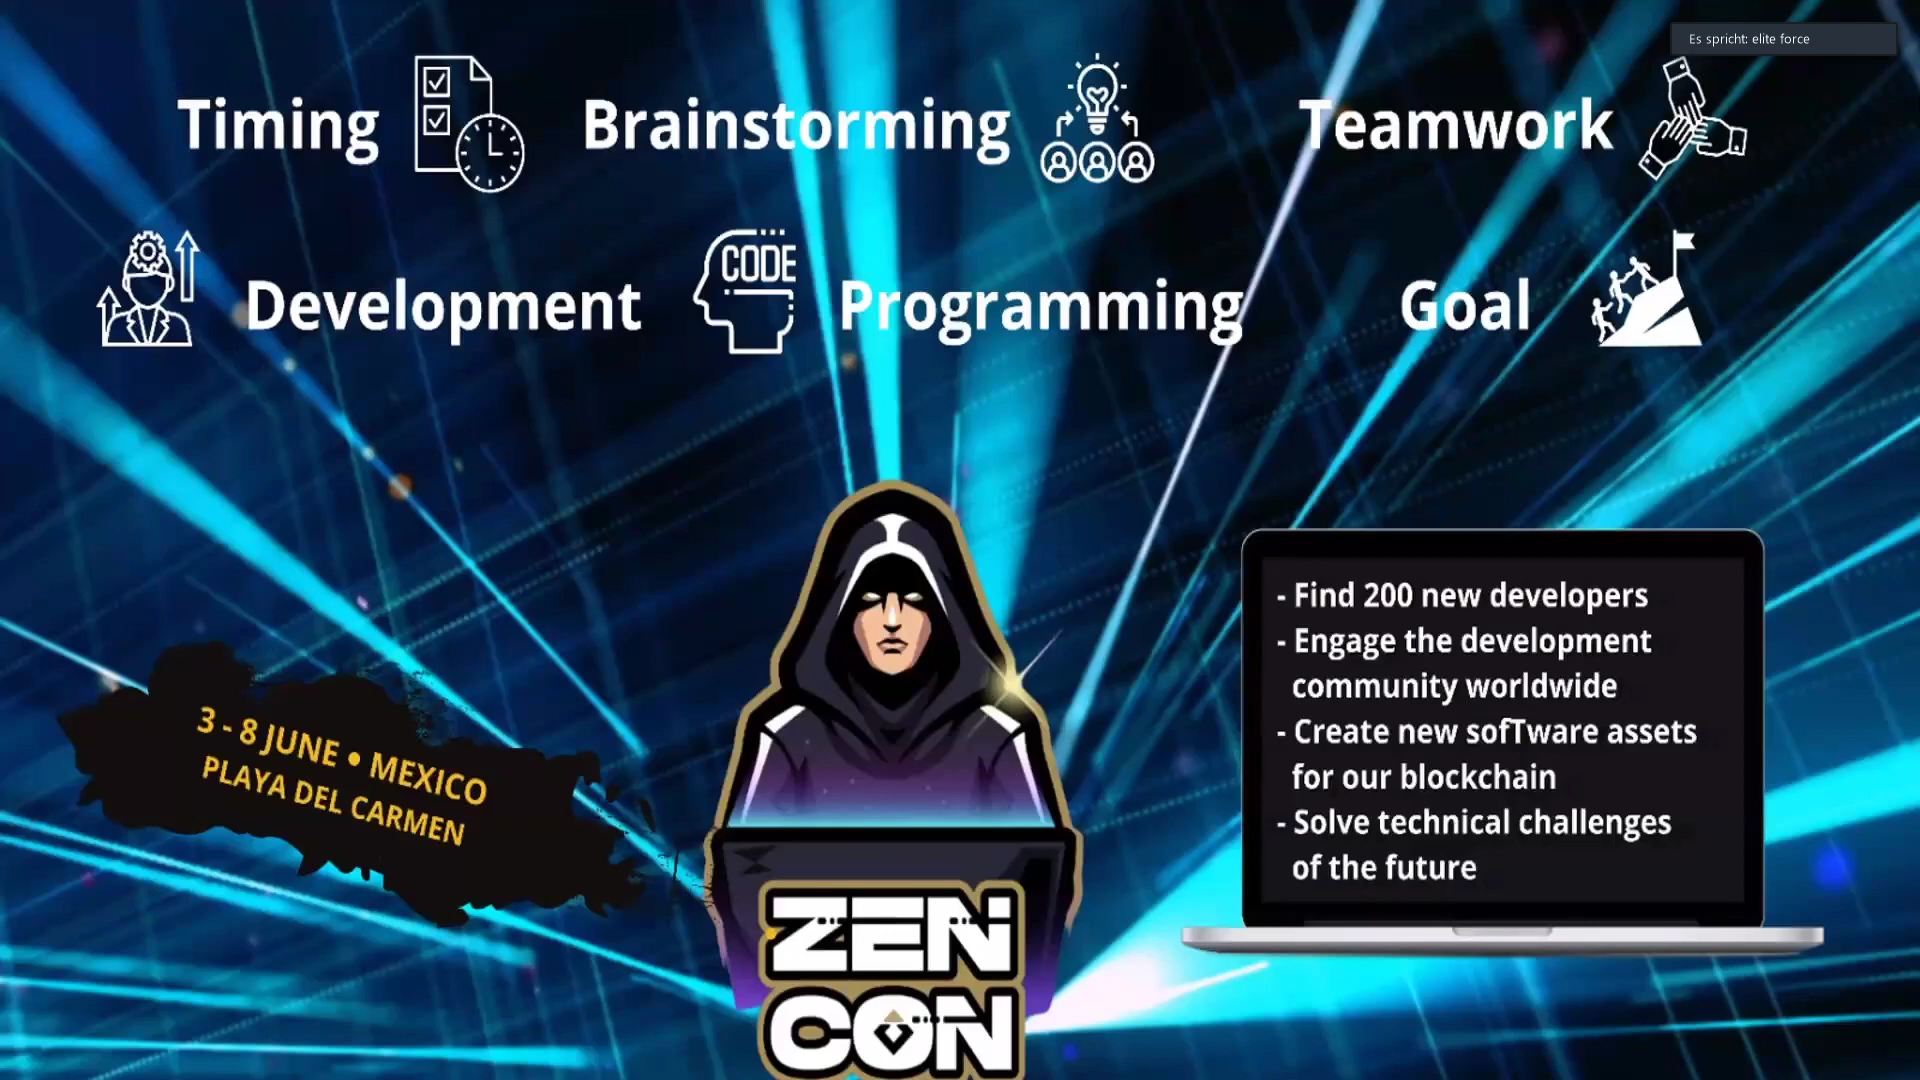 Es spricht: elite force
Timing
Brainstorming
Teamwork
Development
CODE
Programming
Goal
- Find 200 new developers
- Engage the development
community worldwide
- Create new sofTware assets
for our blockchain
- Solve technical challenges
of the future
3 - 8 JUNE • MEXICO
PLAYA DEL CARMEN
ZEN
CON